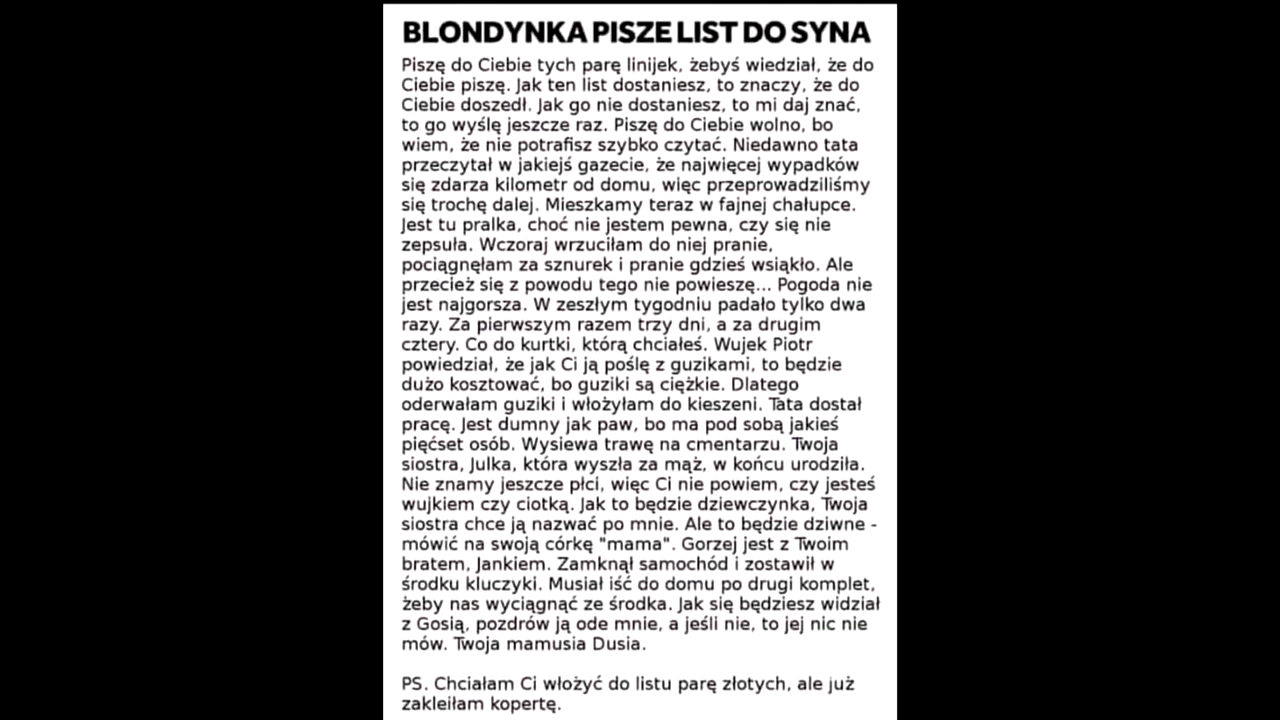 BLONDYNKA PISZE LIST DO SYNA
Piszę do Ciebie tych parę linijek, żebyś wiedział, że do
Ciebie piszę. Jak ten list dostaniesz, to znaczy, że do
Ciebie doszedł. Jak go nie dostaniesz, to mi daj znać,
to go wyślę jeszcze raz. Piszę do Ciebie wolno, bo
wiem, że nie potrafisz szybko czytać. Niedawno tata
przeczytał w jakiejś gazecie, że najwięcej wypadków
się zdarza kilometr od domu, więc przeprowadziliśmy
się trochę dalej. Mieszkamy teraz w fajnej chałupce.
Jest tu pralka, choć nie jestem pewna, czy się nie
zepsuła. Wczoraj wrzuciłam do niej pranie,
pociągnęłam za sznurek i pranie gdzieś wsiąkło. Ale
przecież się z powodu tego nie powieszę... Pogoda nie
jest najgorsza. W zeszłym tygodniu padało tylko dwa
razy. Za pierwszym razem trzy dni, a za drugim
cztery. Co do kurtki, którą chciałeś. Wujek Piotr
powiedział, że jak Ci ją poślę z guzikami, to będzie
dużo kosztować, bo guziki są ciężkie. Dlatego
oderwałam guziki i włożyłam do kieszeni. Tata dostał
pracę. Jest dumny jak paw, bo ma pod sobą jakieś
pięćset osób. Wysiewa trawę na cmentarzu. Twoja
siostra, Julka, która wyszła za mąż, w końcu urodziła.
Nie znamy jeszcze płci, więc Ci nie powiem, czy jesteś
wujkiem czy ciotką. Jak to będzie dziewczynka, Twoja
siostra chce ją nazwać po mnie. Ale to będzie dziwne -
mówić na swoją córkę "mama". Gorzej jest z Twoim
bratem, Jankiem. Zamknął samochód i zostawił w
środku kluczyki. Musiał iść do domu po drugi komplet,
żeby nas wyciągnąć ze środka. Jak się będziesz widział
z Gosią, pozdrów ją ode mnie, a jeśli nie, to jej nic nie
mów. Twoja mamusia Dusia.
PS. Chciałam Ci włożyć do listu parę złotych, ale już
zakleiłam kopertę.